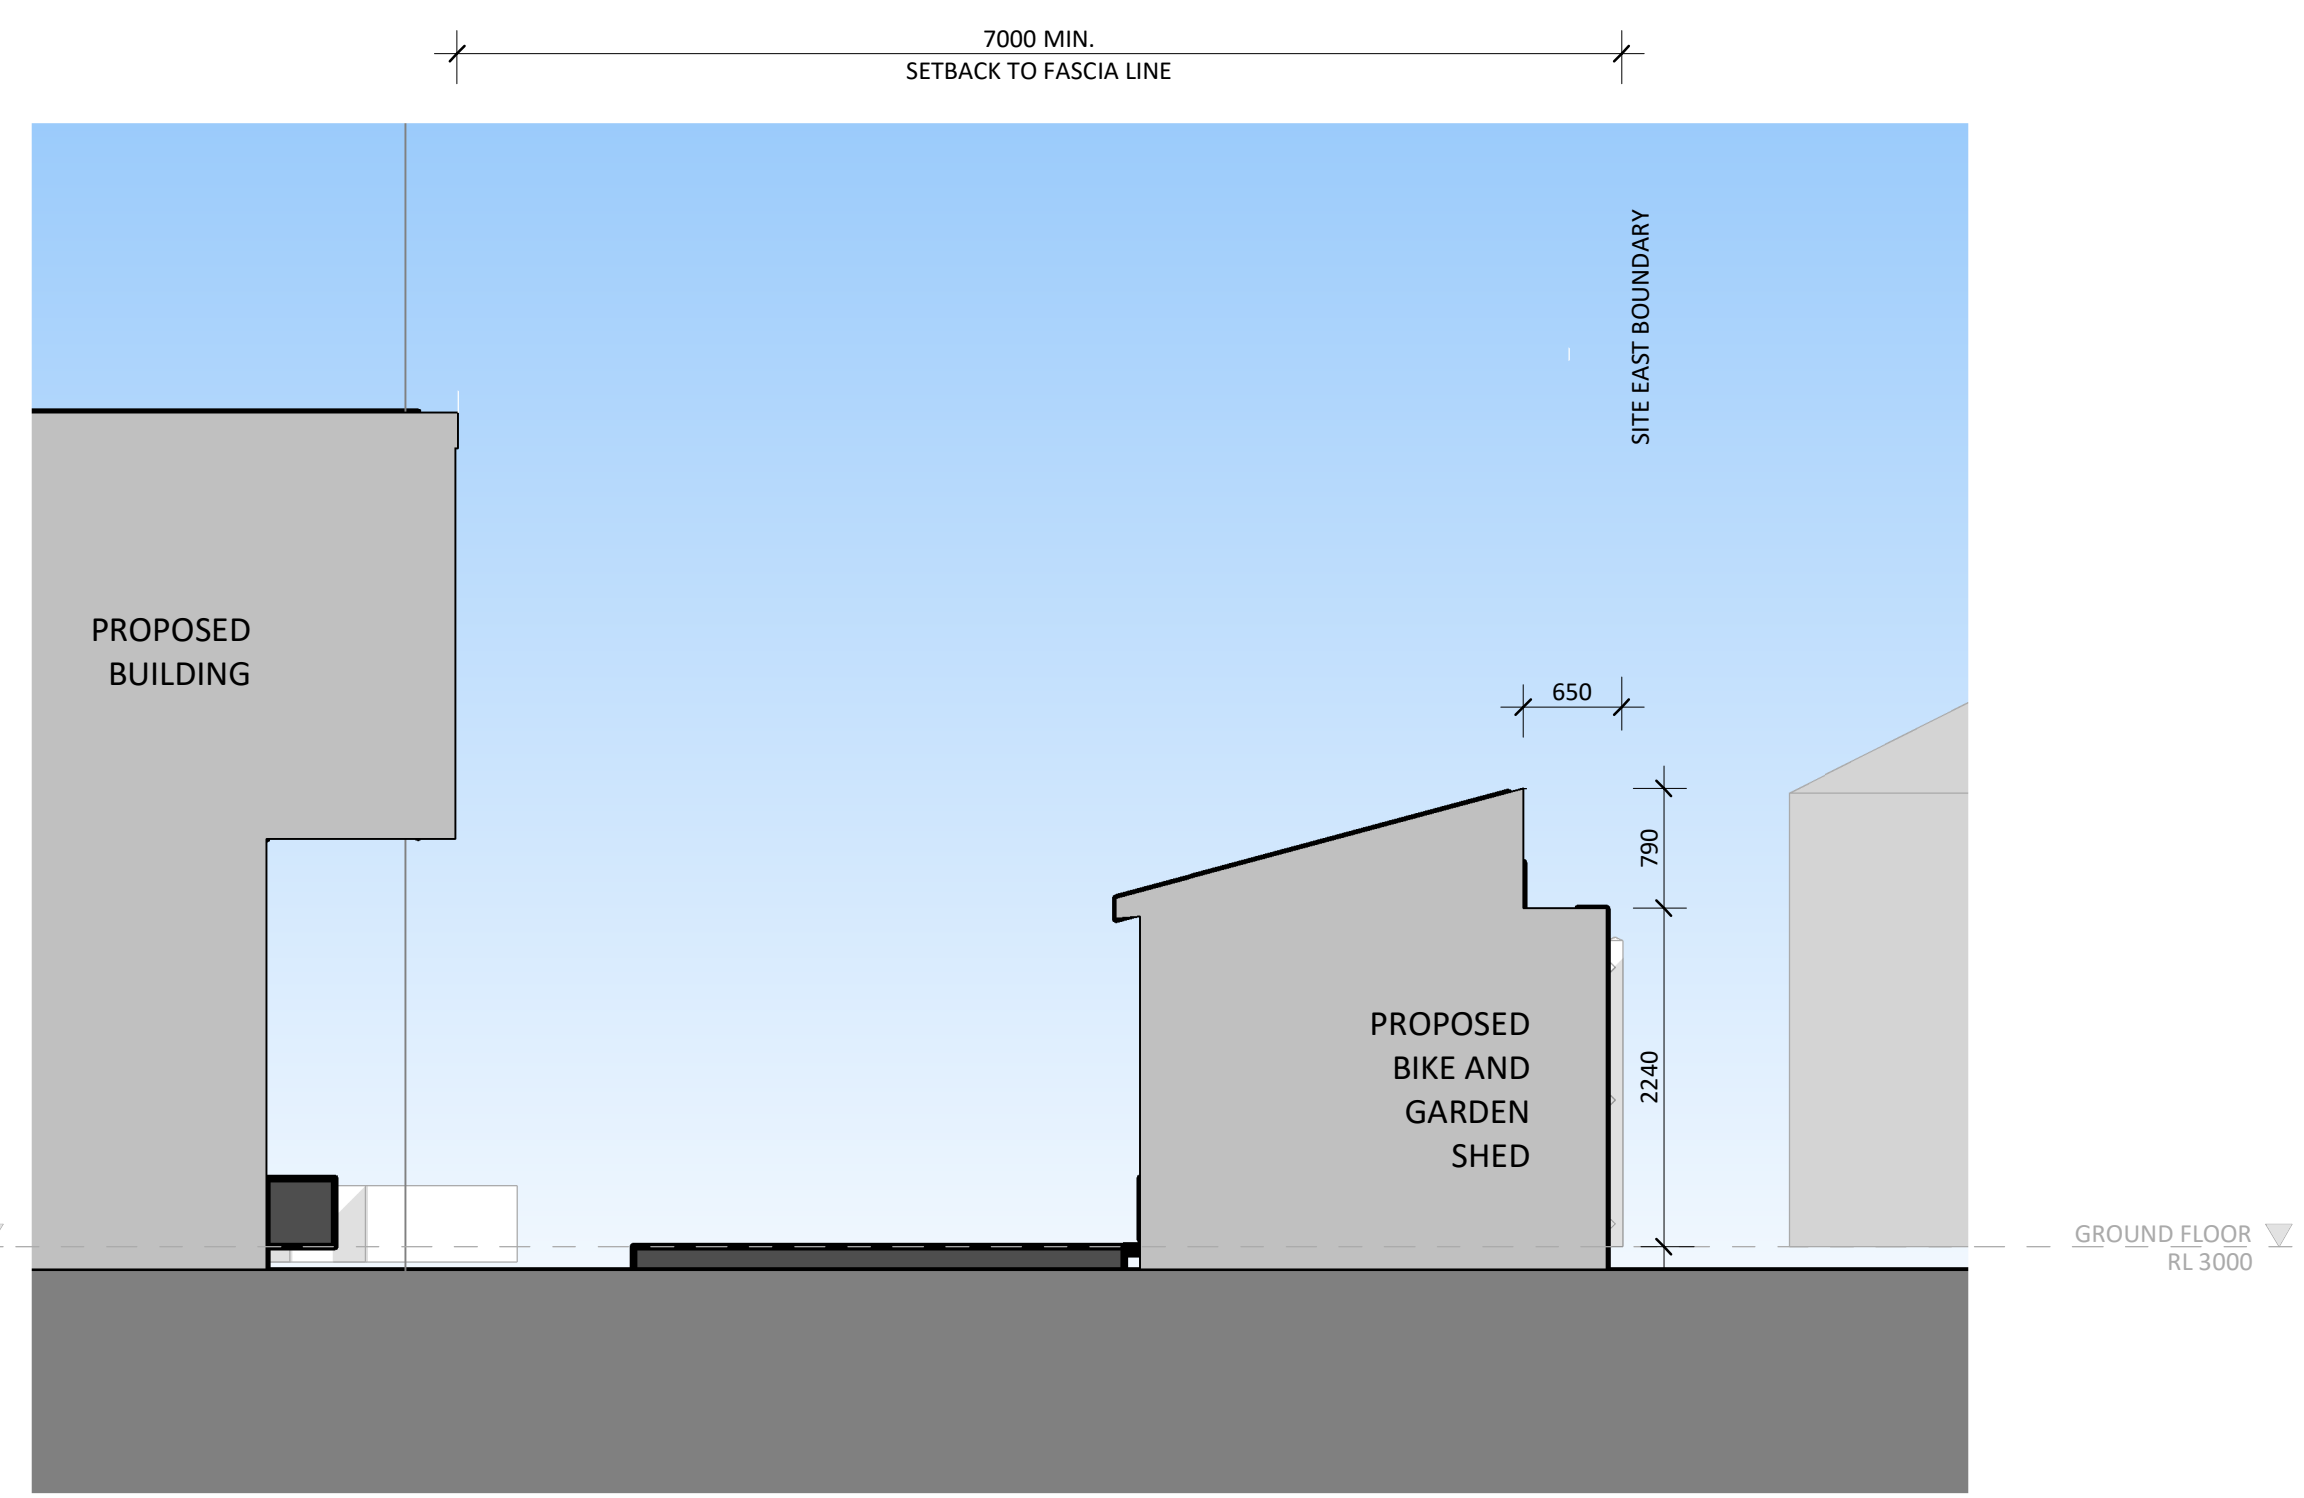 7000 MIN.
SETBACK TO FASCIA LINE
SITE EAST BOUNDARY
PROPOSED
BUILDING
650
790
PROPOSED
BIKE AND
GARDEN
SHED
2240
GROUND FLOOR
RL 3000